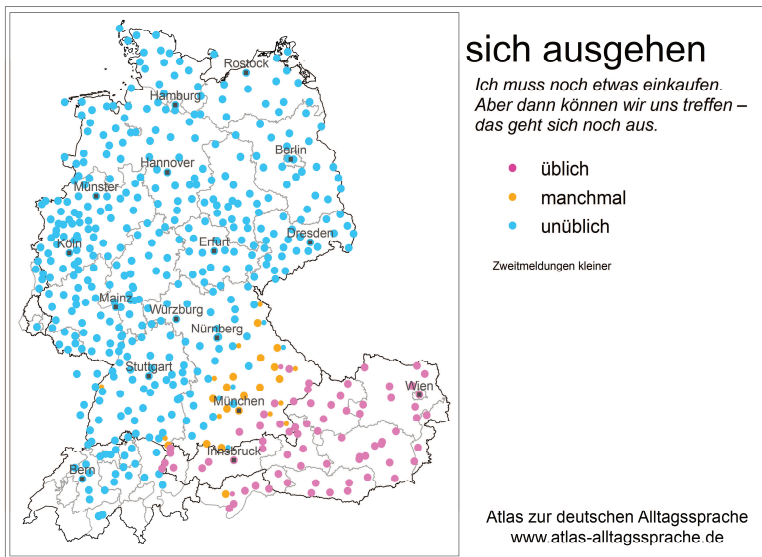 sich ausgehen
Ich muss noch etwas einkaufen.
Aber dann können wir uns treffen –
das geht sich noch aus.
üblich
manchmal
unüblich
Zweitmeldungen kleiner
Rostock
Hamburg
Berlin
Hannover
Münster
Köln
Erfurt
Dresden
Mainz
Würzburg
Nürnberg
Stuttgart
München
Wien
Innsbruck
Bern
Atlas zur deutschen Alltagssprache
www.atlas-alltagssprache.de